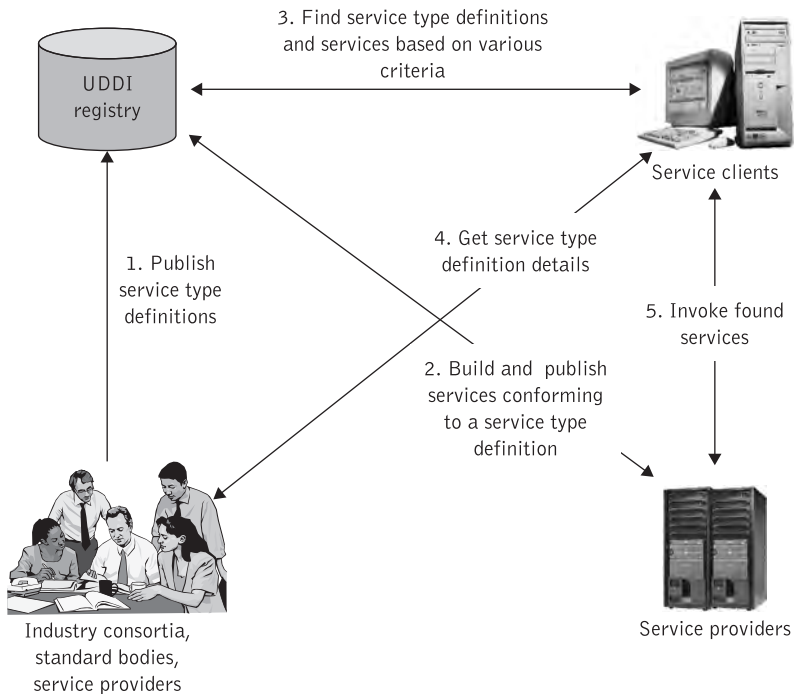 3. Find service type definitions
and services based on various
criteria
UDDI
registry
Service clients
4. Get service type
definition details
1. Publish
service type
definitions
5. Invoke found
services
2. Build and publish
services conforming
to a service type
definition
Industry consortia,
standard bodies,
service providers
Service providers